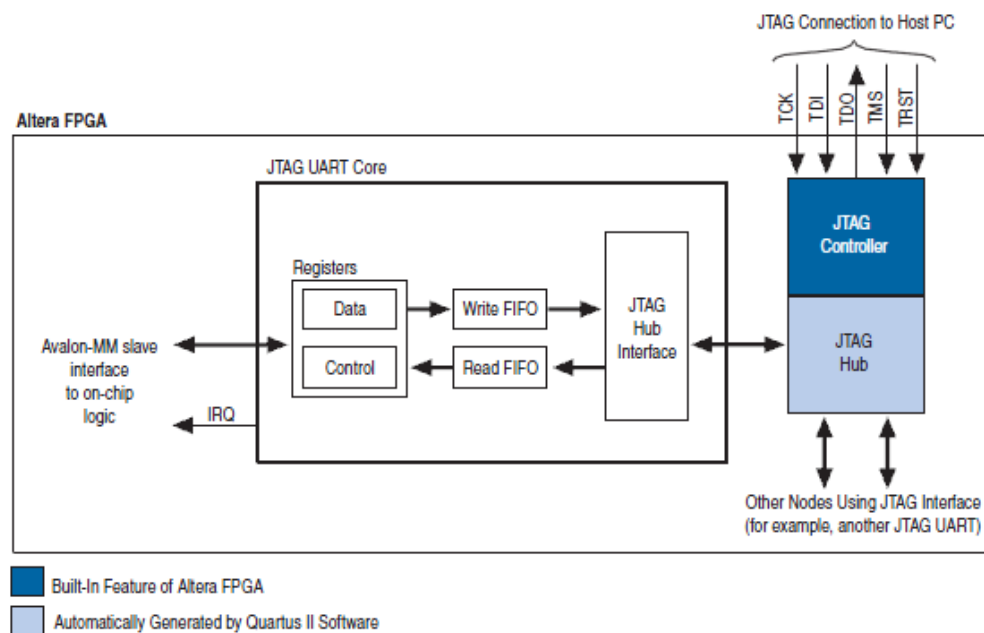 JTAG Connection to Host PC
TCK
TDI
TDO
TMS
TRST
Altera FPGA
JTAG UART Core
JTAG
Controller
Registers
Data
Write FIFO
JTAG
Hub
Interface
Control
Read FIFO
JTAG
Hub
Avalon-MM slave
interface
to on-chip
logic
IRQ
Other Nodes Using JTAG Interface
(for example, another JTAG UART)
Built-In Feature of Altera FPGA
Automatically Generated by Quartus II Software